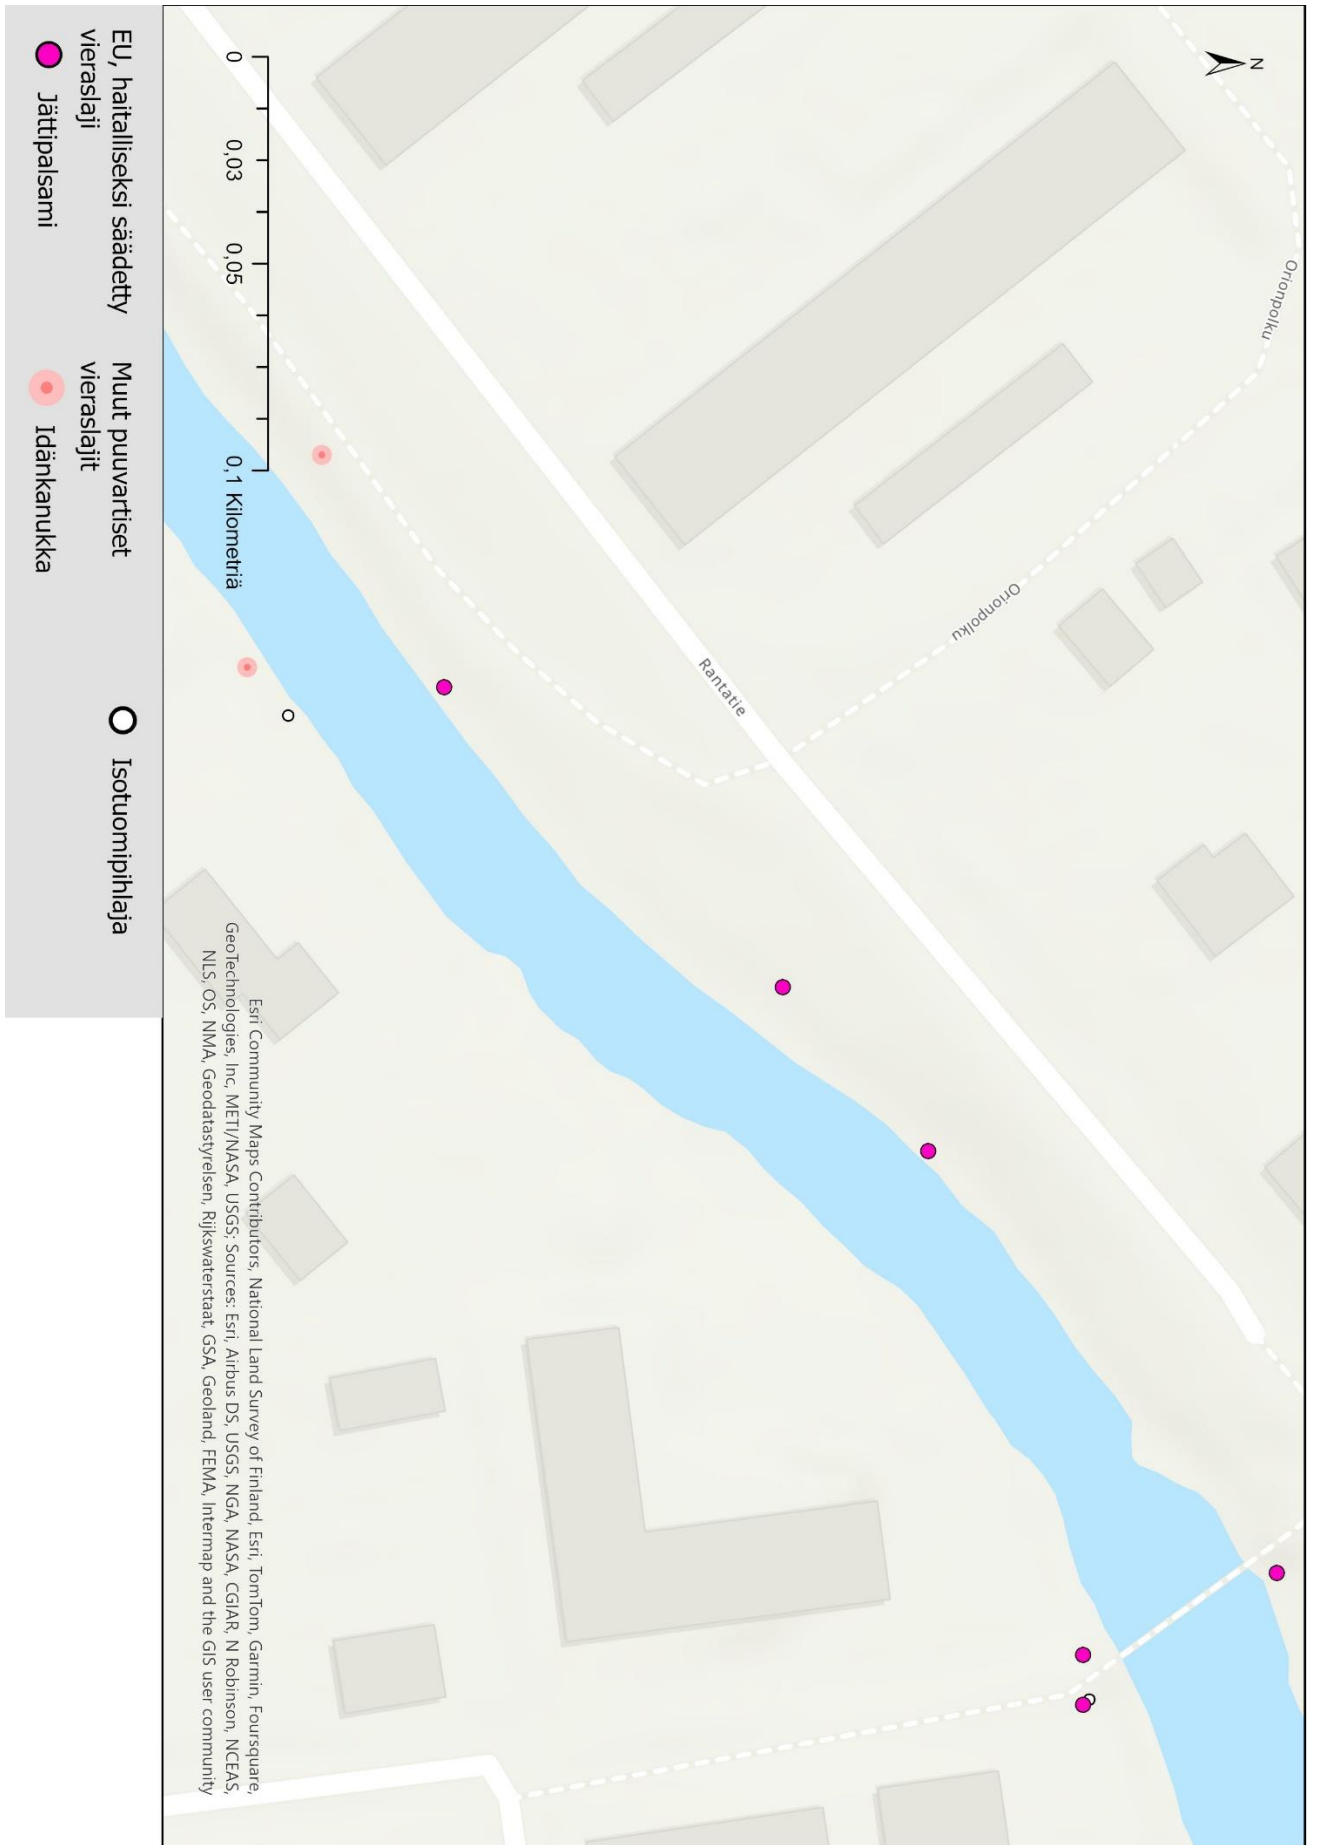 N
Orionpolku
Orionpolku
Rantatie
0 0,03 0,05 0,1 Kilometriä
Esri Community Maps Contributors, National Land Survey of Finland, Esri, TomTom, Garmin, Foursquare,
GeoTechnologies, Inc, METI/NASA, USGS; Sources: Esri, Airbus DS, USGS, NGA, NASA, CGIAR, N Robinson, NCEAS,
NLS, OS, NMA, Geodatastyrelsen, Rijkswaterstaat, GSA, Geoland, FEMA, Intermap and the GIS user community
EU, haitalliseksi säädetty
vieraslaji
Jättipalsami
Muut puuvartiset
vieraslajit
Idänkanukka
Isotuomipihlaja